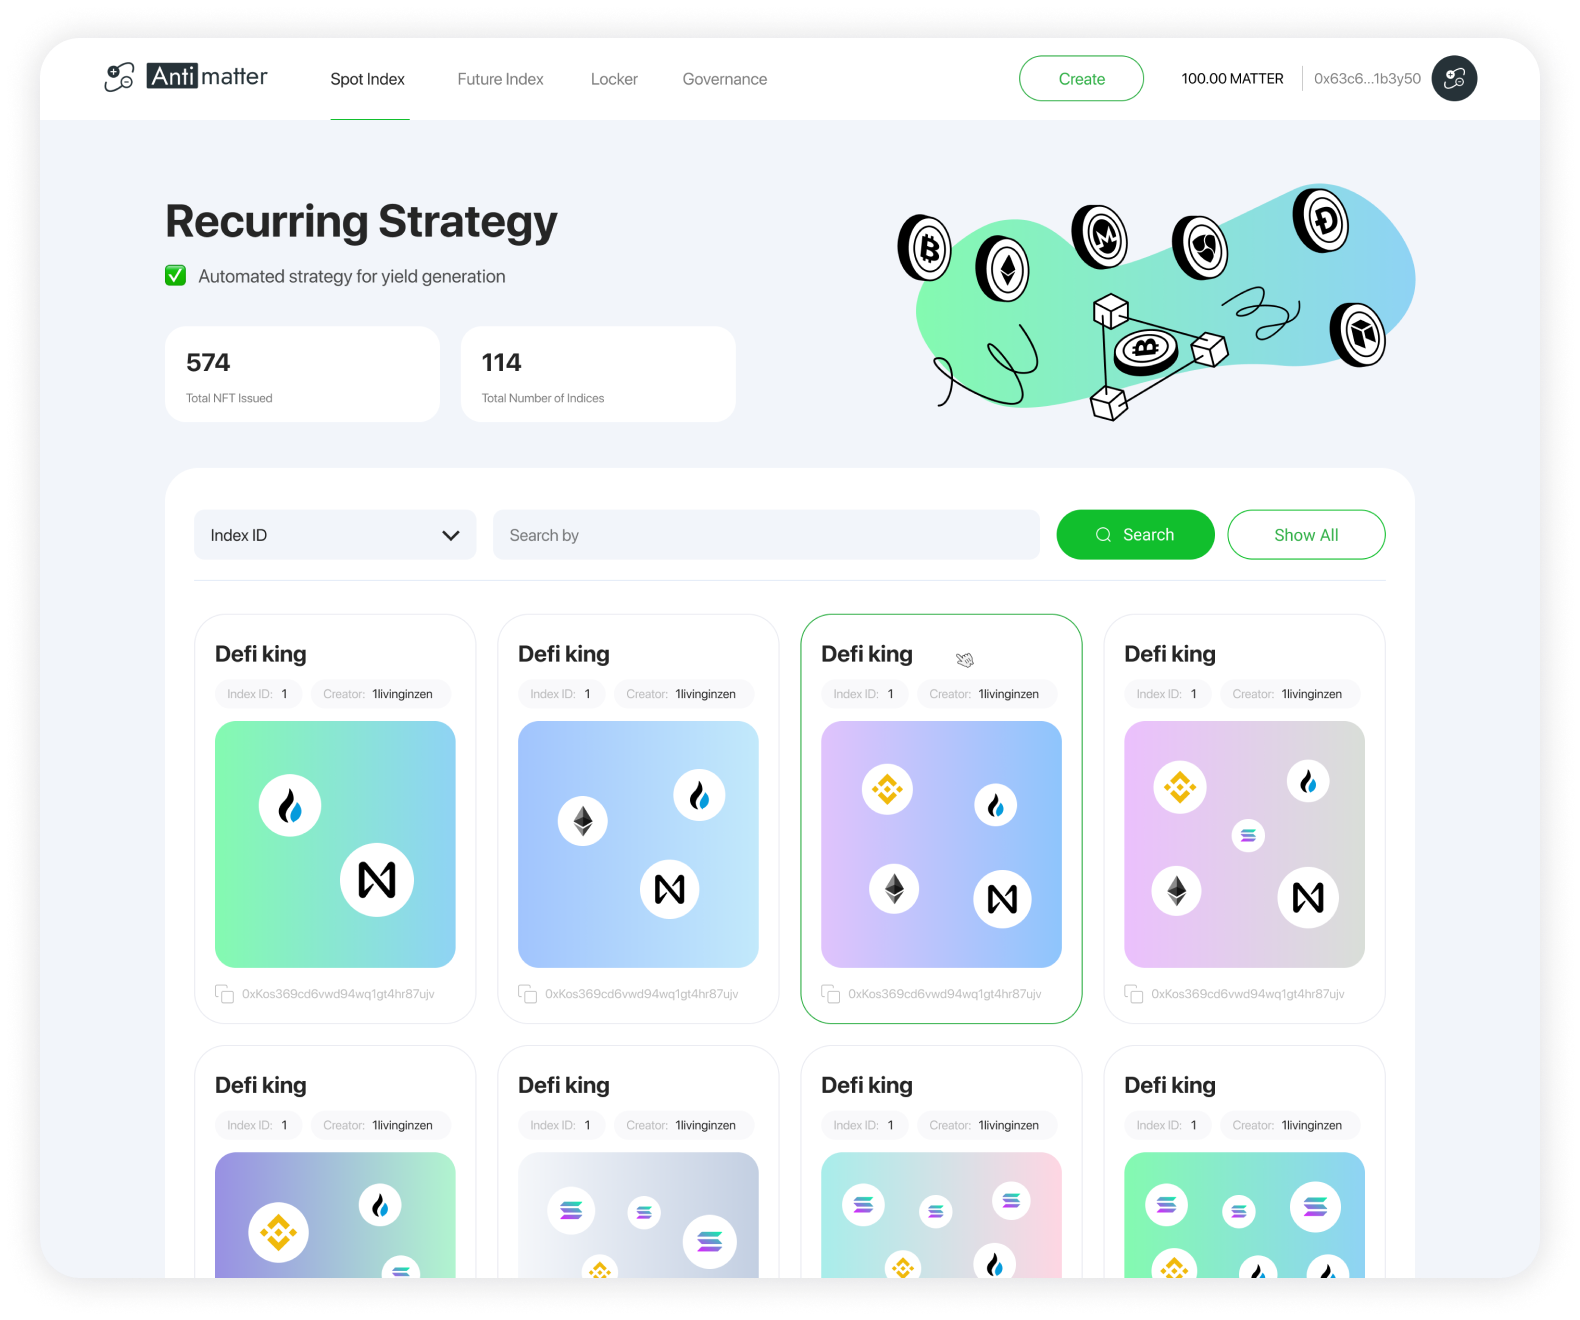 Anti matter
Spot Index
Future Index
Locker
Governance
Create
100.00 MATTER
0x63c6...1b3y50
Recurring Strategy
Automated strategy for yield generation
574
Total NFT Issued
114
Total Number of Indices
Index ID
Search by
Search
Show All
Defi king
Index ID: 1
Creator: 1livinginzen
0xKos369cd6vwd94wq1gt4hr87ujv
Defi king
Index ID: 1
Creator: 1livinginzen
0xKos369cd6vwd94wq1gt4hr87ujv
Defi king
Index ID: 1
Creator: 1livinginzen
0xKos369cd6vwd94wq1gt4hr87ujv
Defi king
Index ID: 1
Creator: 1livinginzen
0xKos369cd6vwd94wq1gt4hr87ujv
Defi king
Index ID: 1
Creator: 1livinginzen
Defi king
Index ID: 1
Creator: 1livinginzen
Defi king
Index ID: 1
Creator: 1livinginzen
Defi king
Index ID: 1
Creator: 1livinginzen